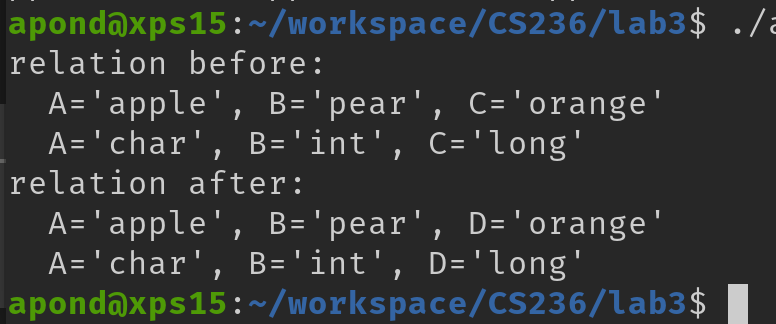 apond@xps15:~/workspace/CS236/lab3$ ./a
relation before:
  A='apple', B='pear', C='orange'
  A='char', B='int', C='long'
relation after:
  A='apple', B='pear', D='orange'
  A='char', B='int', D='long'
apond@xps15:~/workspace/CS236/lab3$